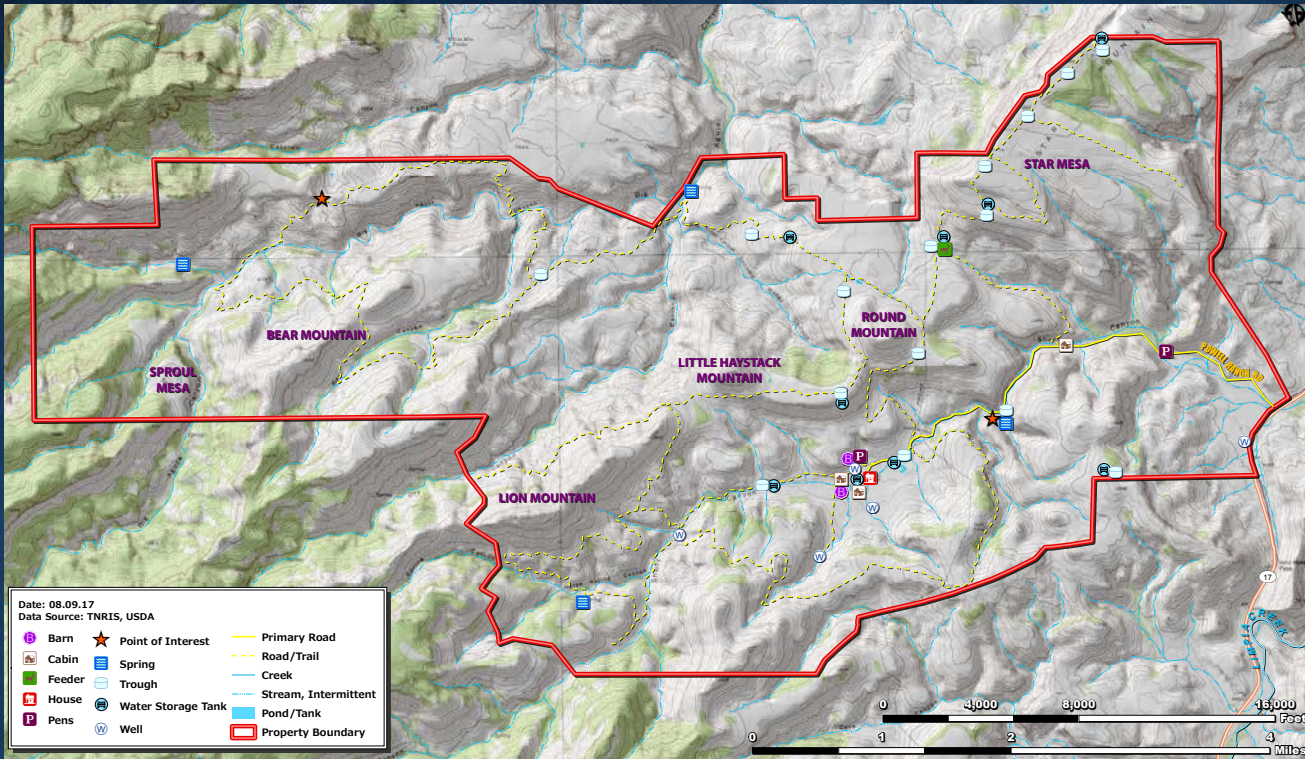 STAR MESA
ROUND
MOUNTAIN
BEAR MOUNTAIN
LITTLE HAYSTACK
MOUNTAIN
SPROUL
MESA
LION MOUNTAIN
POWELL RANCH RD
P
B
P
W
B
W
W
W
W
17
LIMPIA CREEK
Date: 08.09.17
Data Source: TNRIS, USDA
B Barn
Cabin
Feeder
House
P Pens
Point of Interest
Spring
Trough
Water Storage Tank
W Well
Primary Road
Road/Trail
Creek
Stream, Intermittent
Pond/Tank
Property Boundary
0 4,000 8,000 16,000
Feet
0 1 2 4
Miles